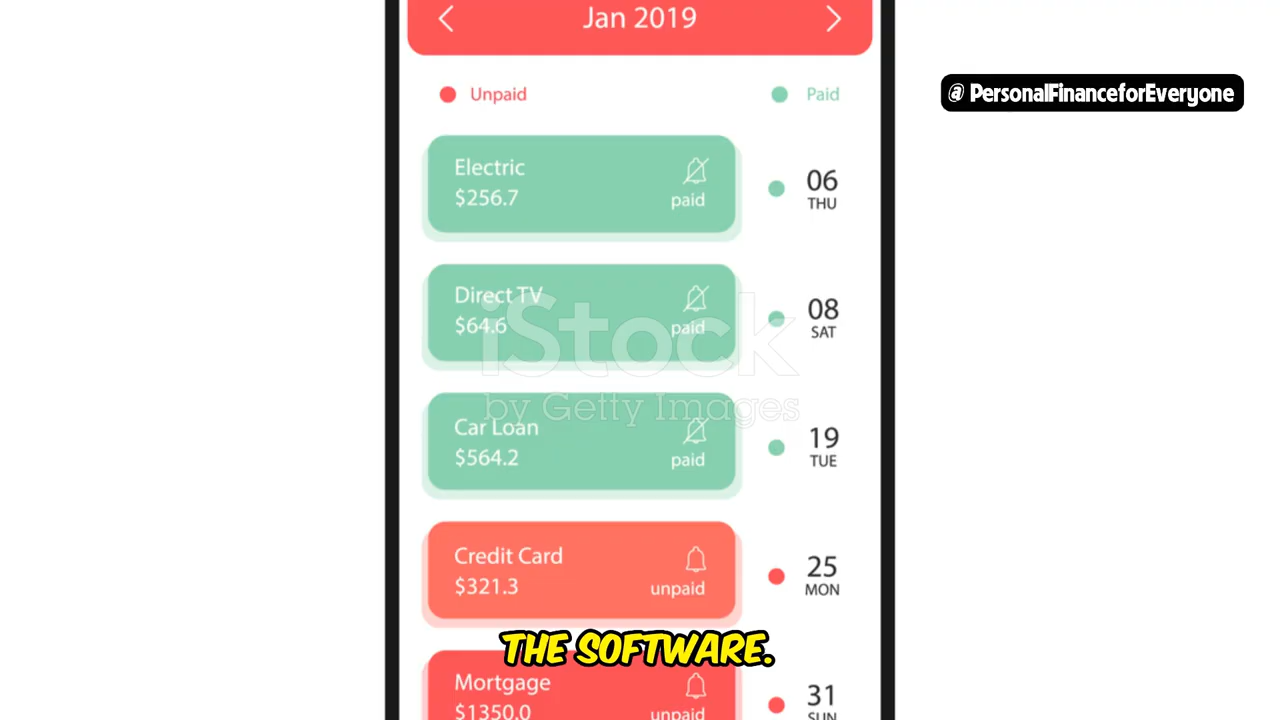 Jan 2019
@ PersonalFinanceforEveryone
Unpaid
Paid
Electric
$256.7
paid
06
THU
Direct TV
$64.6
paid
08
SAT
iStock
by Getty Images
Car Loan
$564.2
paid
19
TUE
Credit Card
$321.3
unpaid
25
MON
THE SOFTWARE.
Mortgage
$1350.0
unpaid
31
SUN